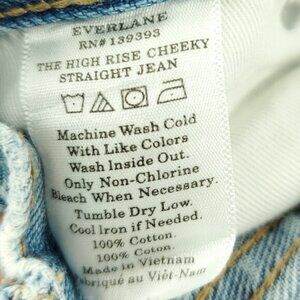 EVERLANE
RN# 139393
THE HIGH RISE CHEEKY
STRAIGHT JEAN
Machine Wash Cold
With Like Colors
Wash Inside Out.
Only Non-Chlorine
Bleach When Necessary.
Tumble Dry Low.
Cool Iron if Needed.
100% Cotton.
100% Coton.
Made in Vietnam
Fabriqué au Viêt-Nam